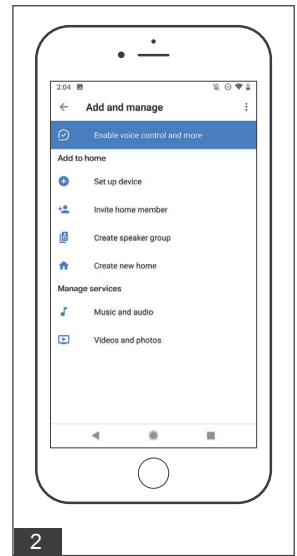 2:04
Add and manage
Enable voice control and more
Add to home
Set up device
Invite home member
Create speaker group
Create new home
Manage services
Music and audio
Videos and photos
2